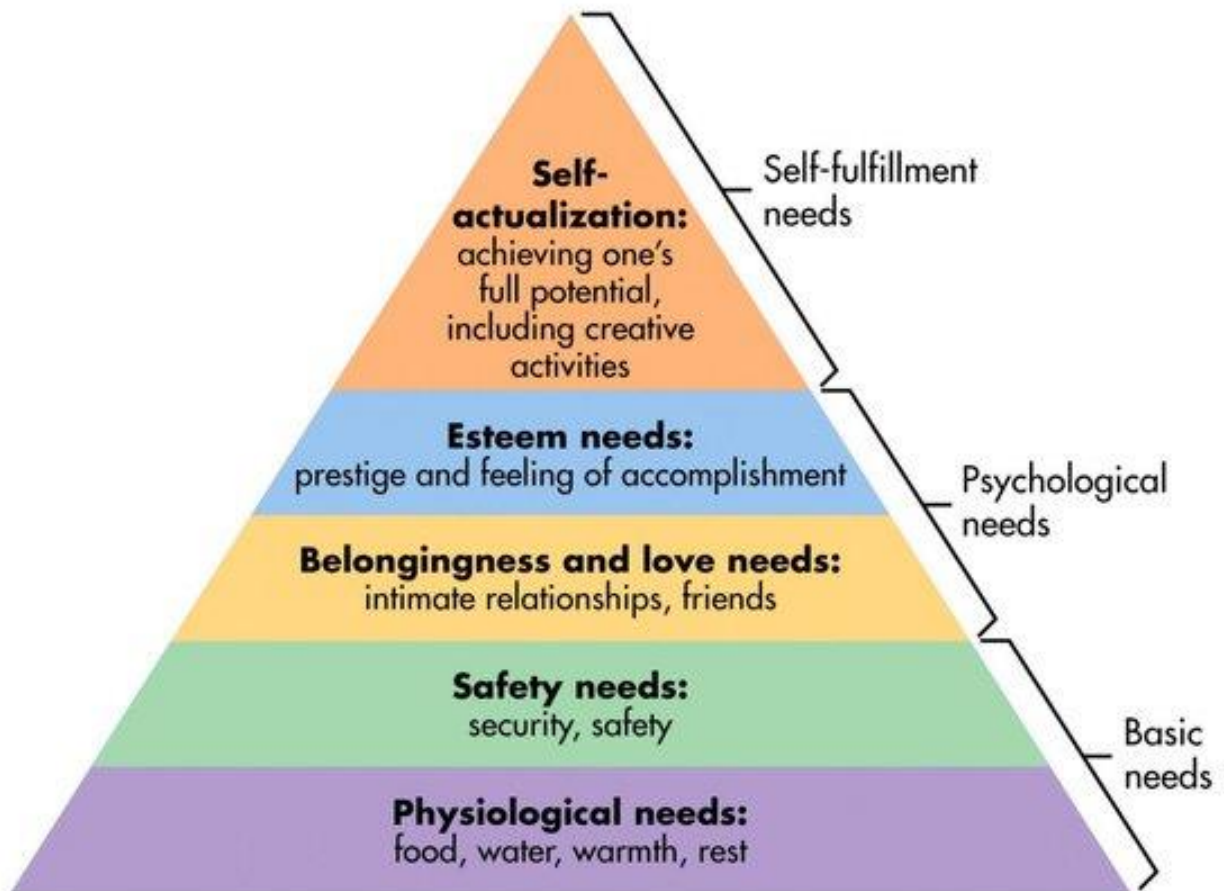 Self-
actualization:
achieving one's
full potential,
including creative
activities
Self-fulfillment
needs
Esteem needs:
prestige and feeling of accomplishment
Psychological
needs
Belongingness and love needs:
intimate relationships, friends
Safety needs:
security, safety
Basic
needs
Physiological needs:
food, water, warmth, rest